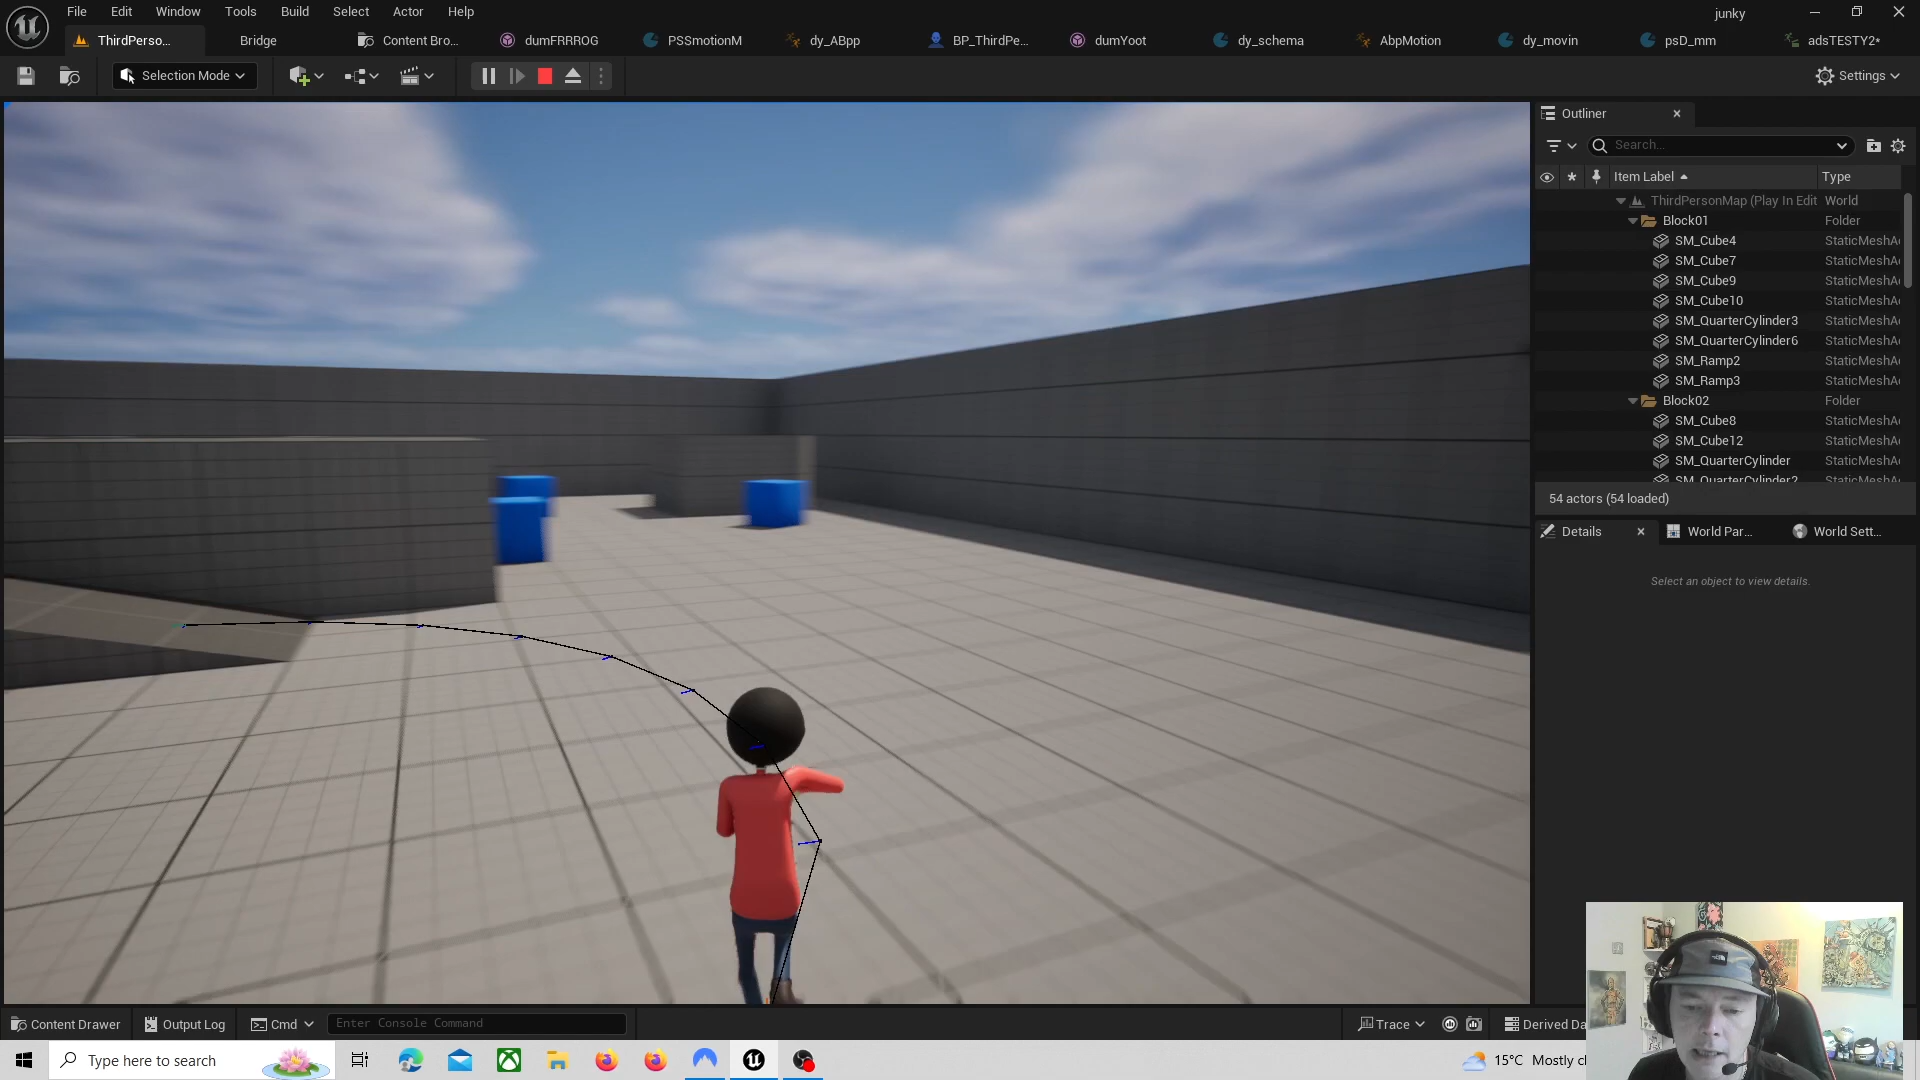 File Edit Window Tools Build Select Actor Help
junky
ThirdPerso...
Bridge
Content Bro...
dumFRRROG
PSSmotionM
dy_ABpp
BP_ThirdPe...
dumYoot
dy_schema
AbpMotion
dy_movin
psD_mm
adsTESTY2*
Selection Mode
Settings
Outliner
Search...
Item Label Type
ThirdPersonMap (Play In Edit World
Block01 Folder
SM_Cube4 StaticMeshA
SM_Cube7 StaticMeshA
SM_Cube9 StaticMeshA
SM_Cube10 StaticMeshA
SM_QuarterCylinder3 StaticMeshA
SM_QuarterCylinder6 StaticMeshA
SM_Ramp2 StaticMeshA
SM_Ramp3 StaticMeshA
Block02 Folder
SM_Cube8 StaticMeshA
SM_Cube12 StaticMeshA
SM_QuarterCylinder StaticMeshA
SM_QuarterCylinder2 StaticMeshA
54 actors (54 loaded)
Details
World Par...
World Sett...
Select an object to view details.
Content Drawer
Output Log
Cmd
Enter Console Command
Trace
Derived Da
Type here to search
15°C Mostly cl